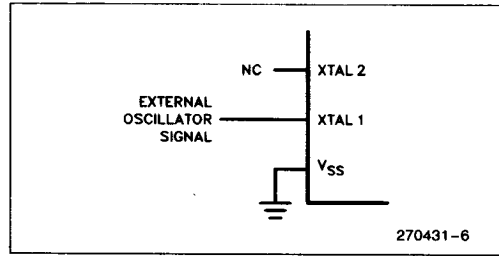 NC XTAL 2
EXTERNAL
OSCILLATOR XTAL 1
SIGNAL
VSS
270431-6